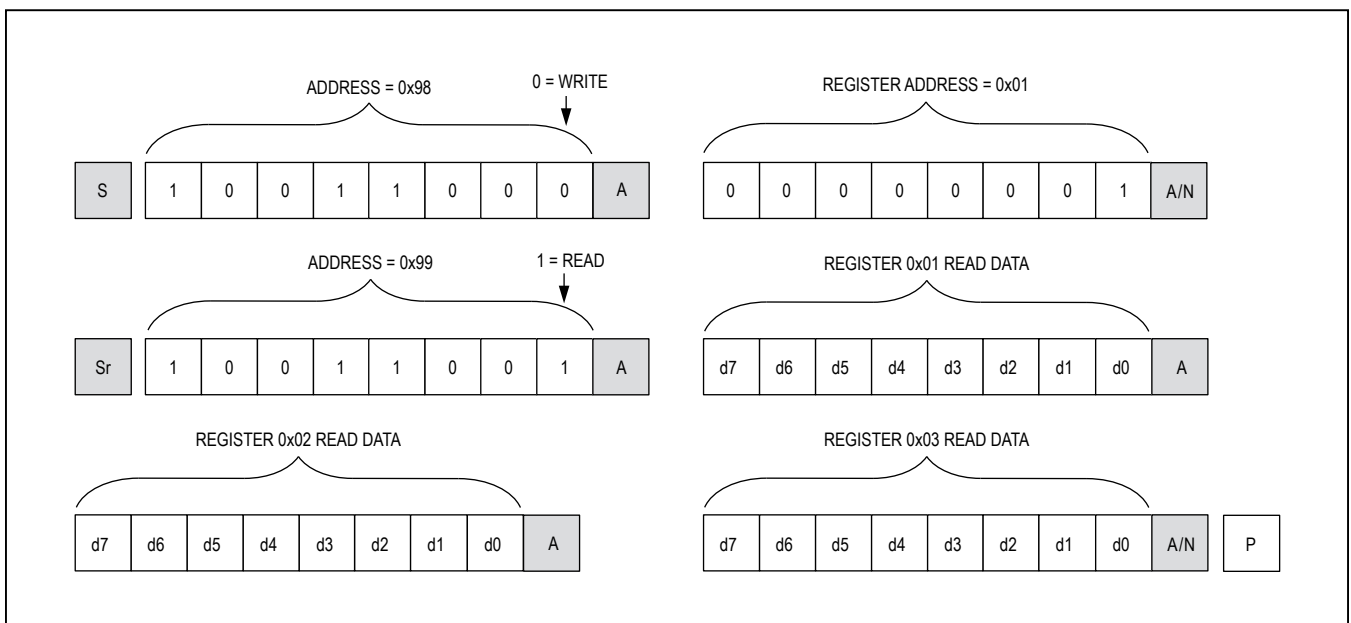 ADDRESS = 0x98 0 = WRITE REGISTER ADDRESS = 0x01
S 1 0 0 1 1 0 0 0 A 0 0 0 0 0 0 0 1 A/N
ADDRESS = 0x99 1 = READ REGISTER 0x01 READ DATA
Sr 1 0 0 1 1 0 0 1 A d7 d6 d5 d4 d3 d2 d1 d0 A
REGISTER 0x02 READ DATA REGISTER 0x03 READ DATA
d7 d6 d5 d4 d3 d2 d1 d0 A d7 d6 d5 d4 d3 d2 d1 d0 A/N P